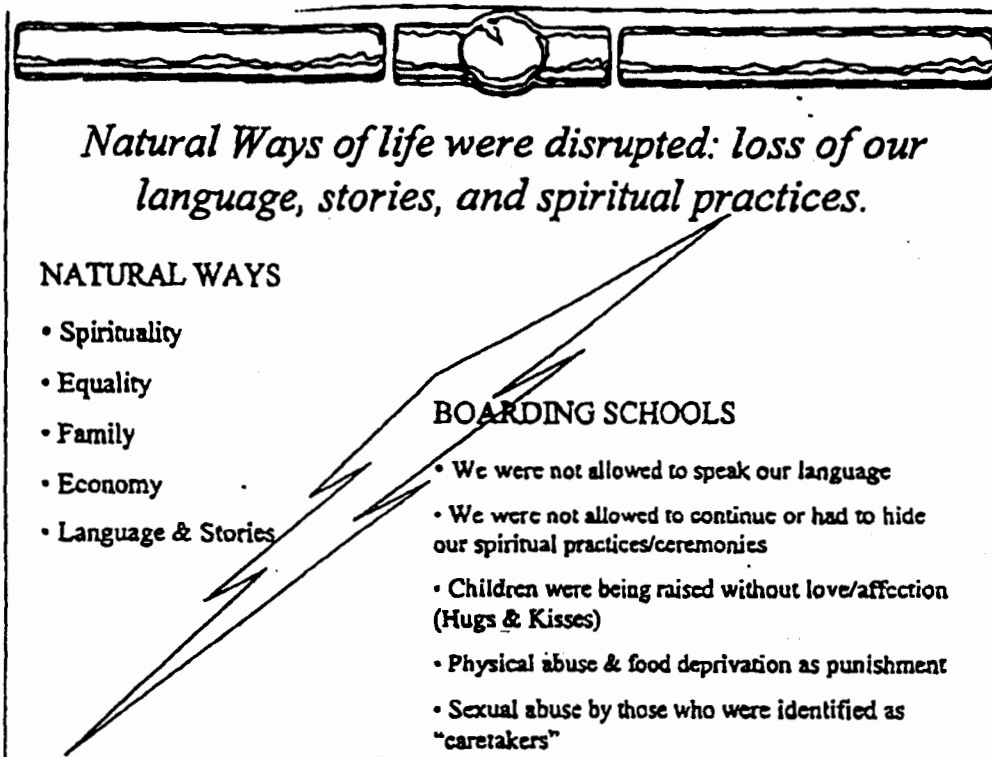 Natural Ways of life were disrupted: loss of our
language, stories, and spiritual practices.
NATURAL WAYS
• Spirituality
• Equality
• Family
• Economy
• Language & Stories
BOARDING SCHOOLS
• We were not allowed to speak our language
• We were not allowed to continue or had to hide
our spiritual practices/ceremonies
• Children were being raised without love/affection
(Hugs & Kisses)
• Physical abuse & food deprivation as punishment
• Sexual abuse by those who were identified as
"caretakers"